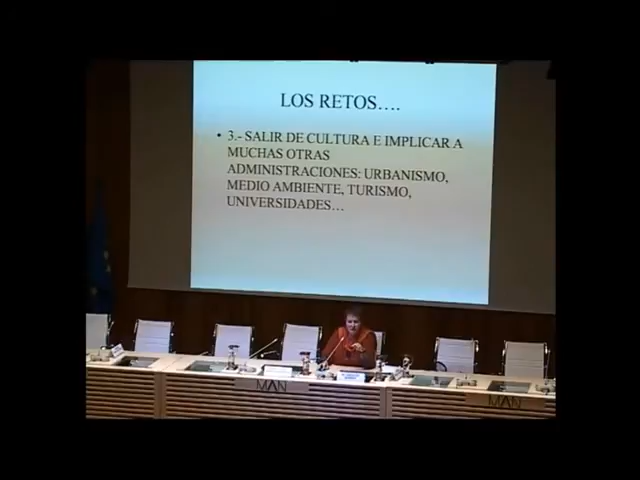 LOS RETOS....
• 3.- SALIR DE CULTURA E IMPLICAR A
MUCHAS OTRAS
ADMINISTRACIONES: URBANISMO,
MEDIO AMBIENTE, TURISMO,
UNIVERSIDADES...
MAN
MAN